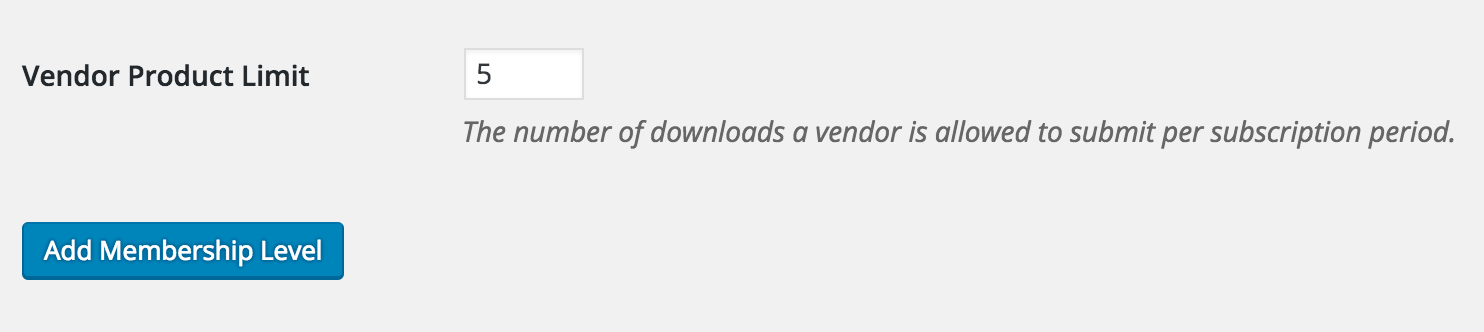 Vendor Product Limit
5
The number of downloads a vendor is allowed to submit per subscription period.
Add Membership Level